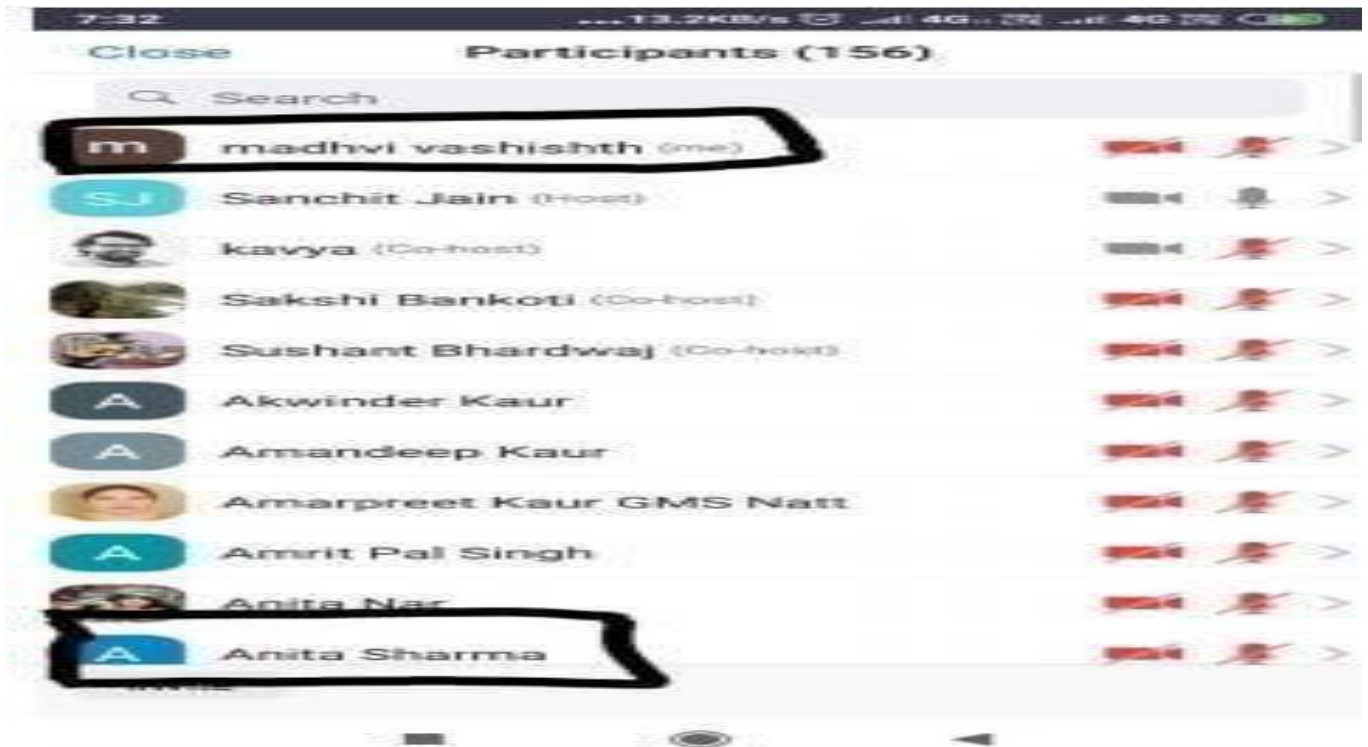 7:32 ...13.2KB/s 4G 4G
Close Participants (156)
Search
m madhvi vashishth (me)
SJ Sanchit Jain (Host)
kavya (Co-host)
Sakshi Bankoti (Co-host)
Sushant Bhardwaj (Co-host)
A Akwinder Kaur
A Amandeep Kaur
Amarpreet Kaur GMS Natt
A Amrit Pal Singh
Anita Nar
A Anita Sharma